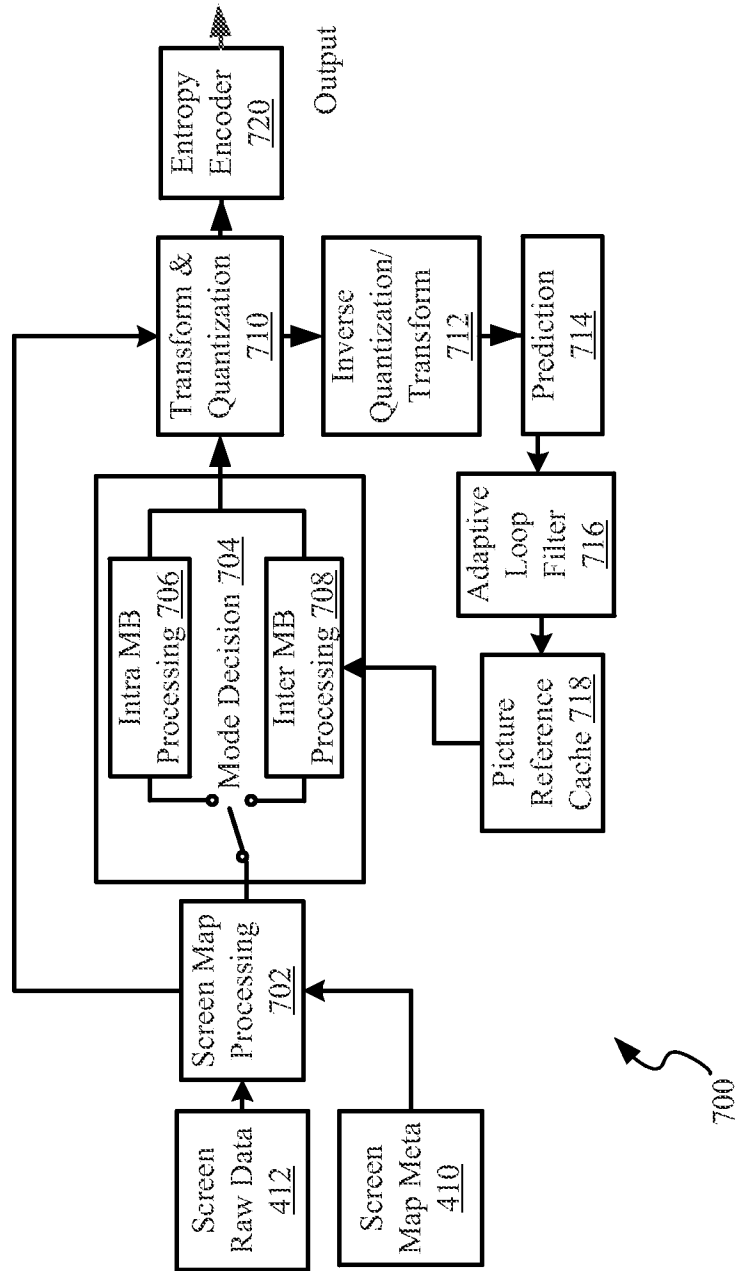 Screen
Raw Data
412
Screen
Map Meta
410
Screen Map
Processing
702
Intra MB
Processing 706
Mode Decision 704
Inter MB
Processing 708
Transform &
Quantization
710
Entropy
Encoder
720
Output
Inverse
Quantization/
Transform
712
Prediction
714
Adaptive
Loop
Filter
716
Picture
Reference
Cache 718
700